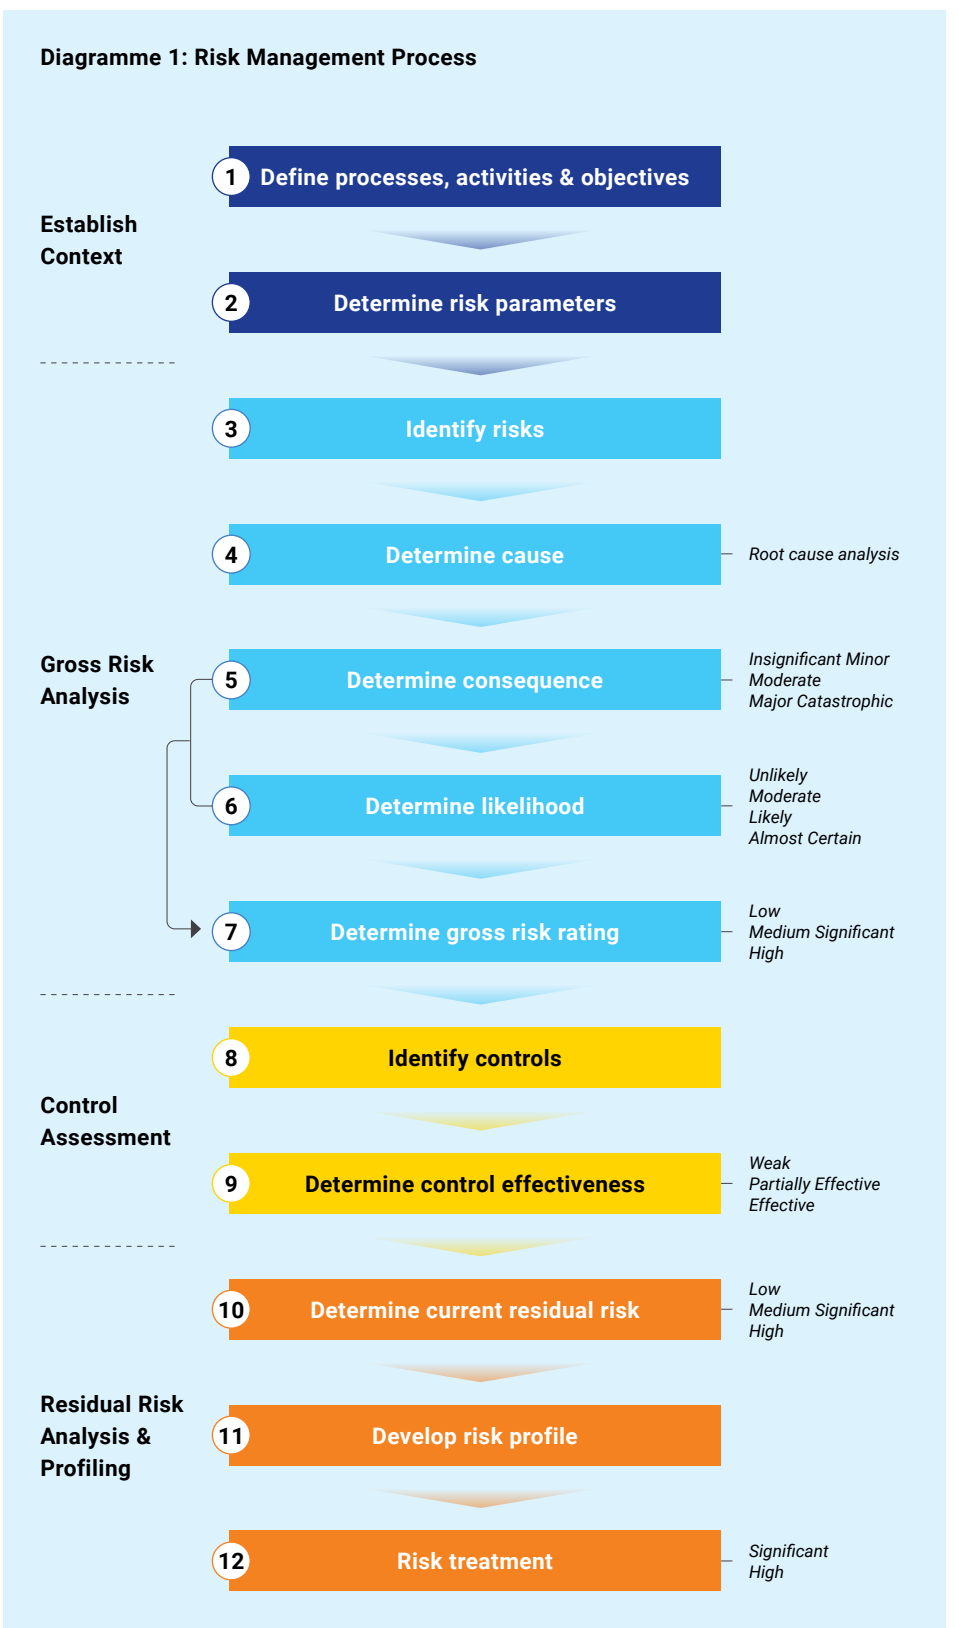 Diagramme 1: Risk Management Process
Establish
Context
1
Define processes, activities & objectives
2
Determine risk parameters
Gross Risk
Analysis
3
Identify risks
4
Determine cause
Root cause analysis
5
Determine consequence
Insignificant Minor
Moderate
Major Catastrophic
6
Determine likelihood
Unlikely
Moderate
Likely
Almost Certain
7
Determine gross risk rating
Low
Medium Significant
High
Control
Assessment
8
Identify controls
9
Determine control effectiveness
Weak
Partially Effective
Effective
Residual Risk
Analysis &
Profiling
10
Determine current residual risk
Low
Medium Significant
High
11
Develop risk profile
12
Risk treatment
Significant
High